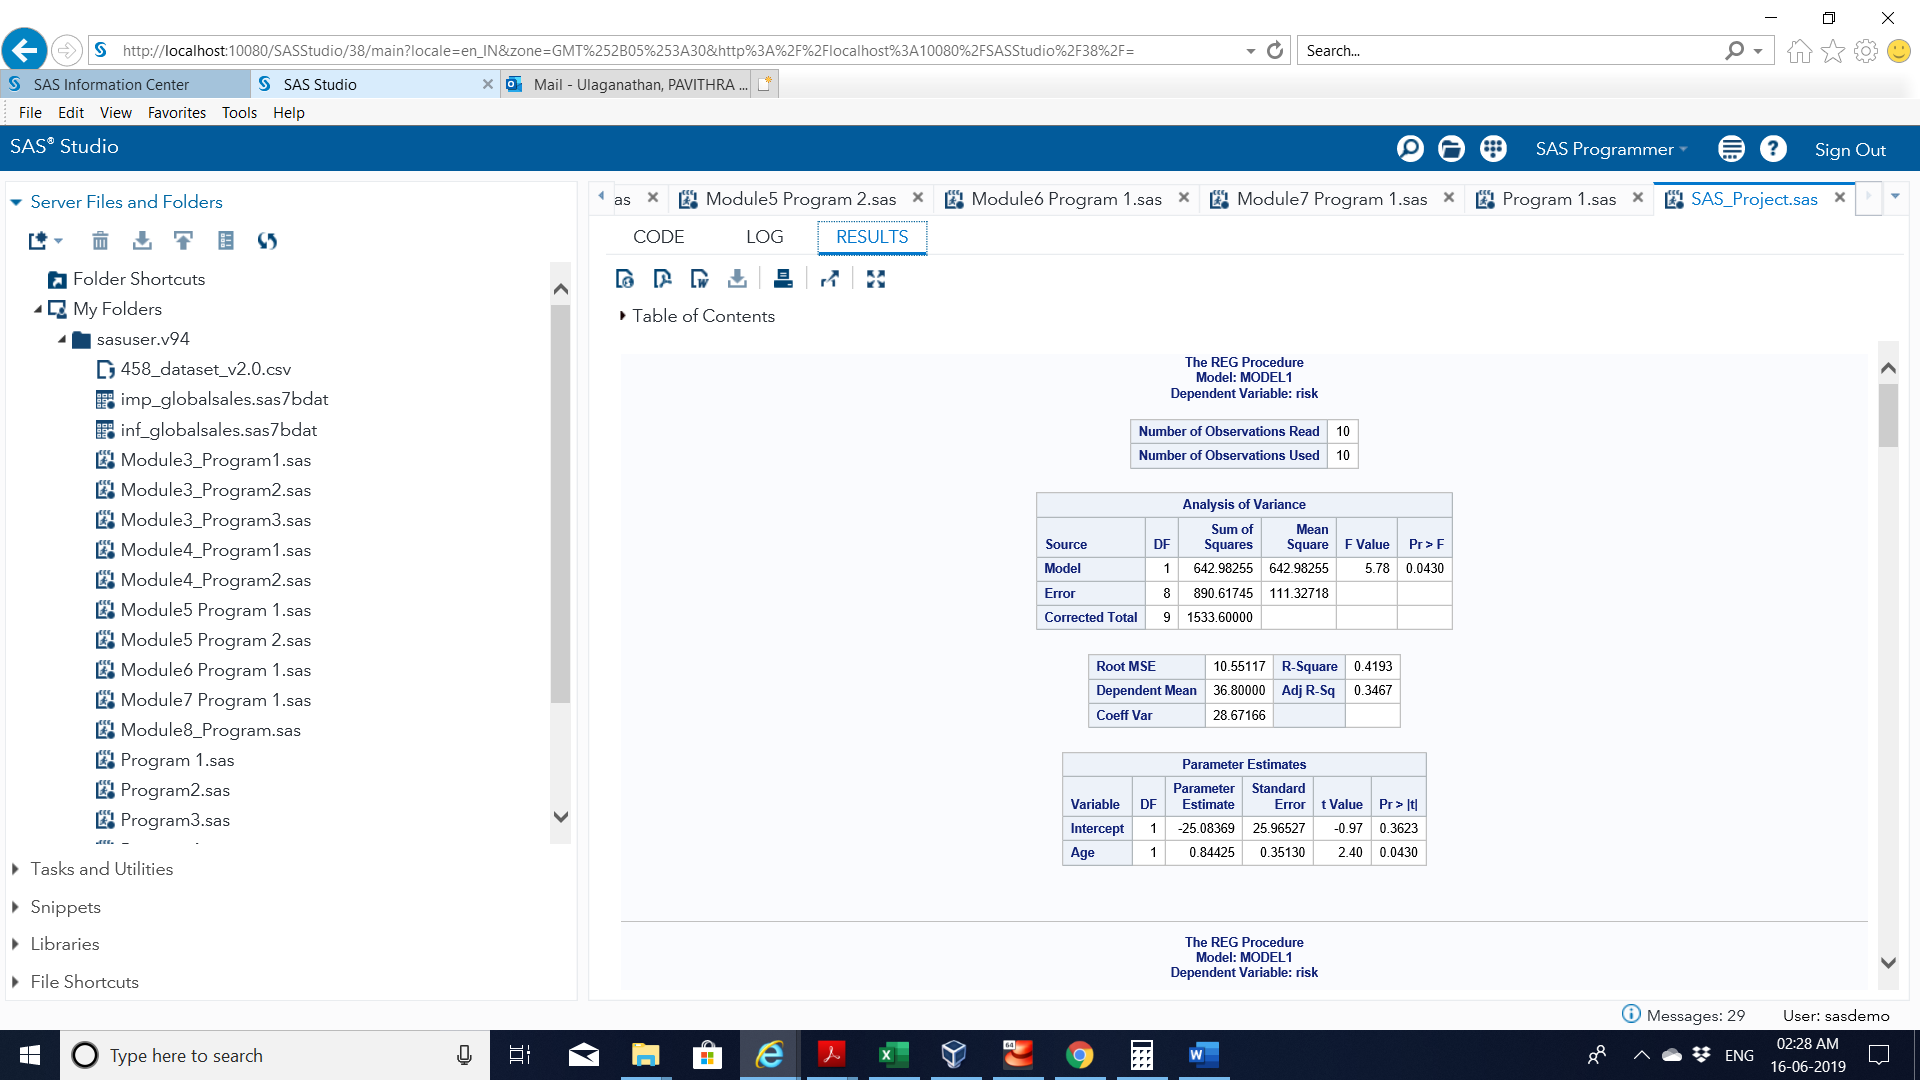 http://localhost:10080/SASStudio/38/main?locale=en_IN&zone=GMT%252B05%253A30&http%3A%2F%2Flocalhost%3A10080%2FSASStudio%2F38%2F=
Search...
SAS Information Center
SAS Studio
Mail - Ulaganathan, PAVITHRA ...
File Edit View Favorites Tools Help
SAS® Studio
SAS Programmer
Sign Out
Server Files and Folders
Folder Shortcuts
My Folders
sasuser.v94
458_dataset_v2.0.csv
imp_globalsales.sas7bdat
inf_globalsales.sas7bdat
Module3_Program1.sas
Module3_Program2.sas
Module3_Program3.sas
Module4_Program1.sas
Module4_Program2.sas
Module5 Program 1.sas
Module5 Program 2.sas
Module6 Program 1.sas
Module7 Program 1.sas
Module8_Program.sas
Program 1.sas
Program2.sas
Program3.sas
Tasks and Utilities
Snippets
Libraries
File Shortcuts
as Module5 Program 2.sas Module6 Program 1.sas Module7 Program 1.sas Program 1.sas SAS_Project.sas
CODE LOG RESULTS
Table of Contents
The REG Procedure
Model: MODEL1
Dependent Variable: risk
Number of Observations Read 10
Number of Observations Used 10
Analysis of Variance
Source DF Sum of Squares Mean Square F Value Pr > F
Model 1 642.98255 642.98255 5.78 0.0430
Error 8 890.61745 111.32718
Corrected Total 9 1533.60000
Root MSE 10.55117 R-Square 0.4193
Dependent Mean 36.80000 Adj R-Sq 0.3467
Coeff Var 28.67166
Parameter Estimates
Variable DF Parameter Estimate Standard Error t Value Pr > |t|
Intercept 1 -25.08369 25.96527 -0.97 0.3623
Age 1 0.84425 0.35130 2.40 0.0430
The REG Procedure
Model: MODEL1
Dependent Variable: risk
Messages: 29
User: sasdemo
Type here to search
64
ENG
02:28 AM
16-06-2019